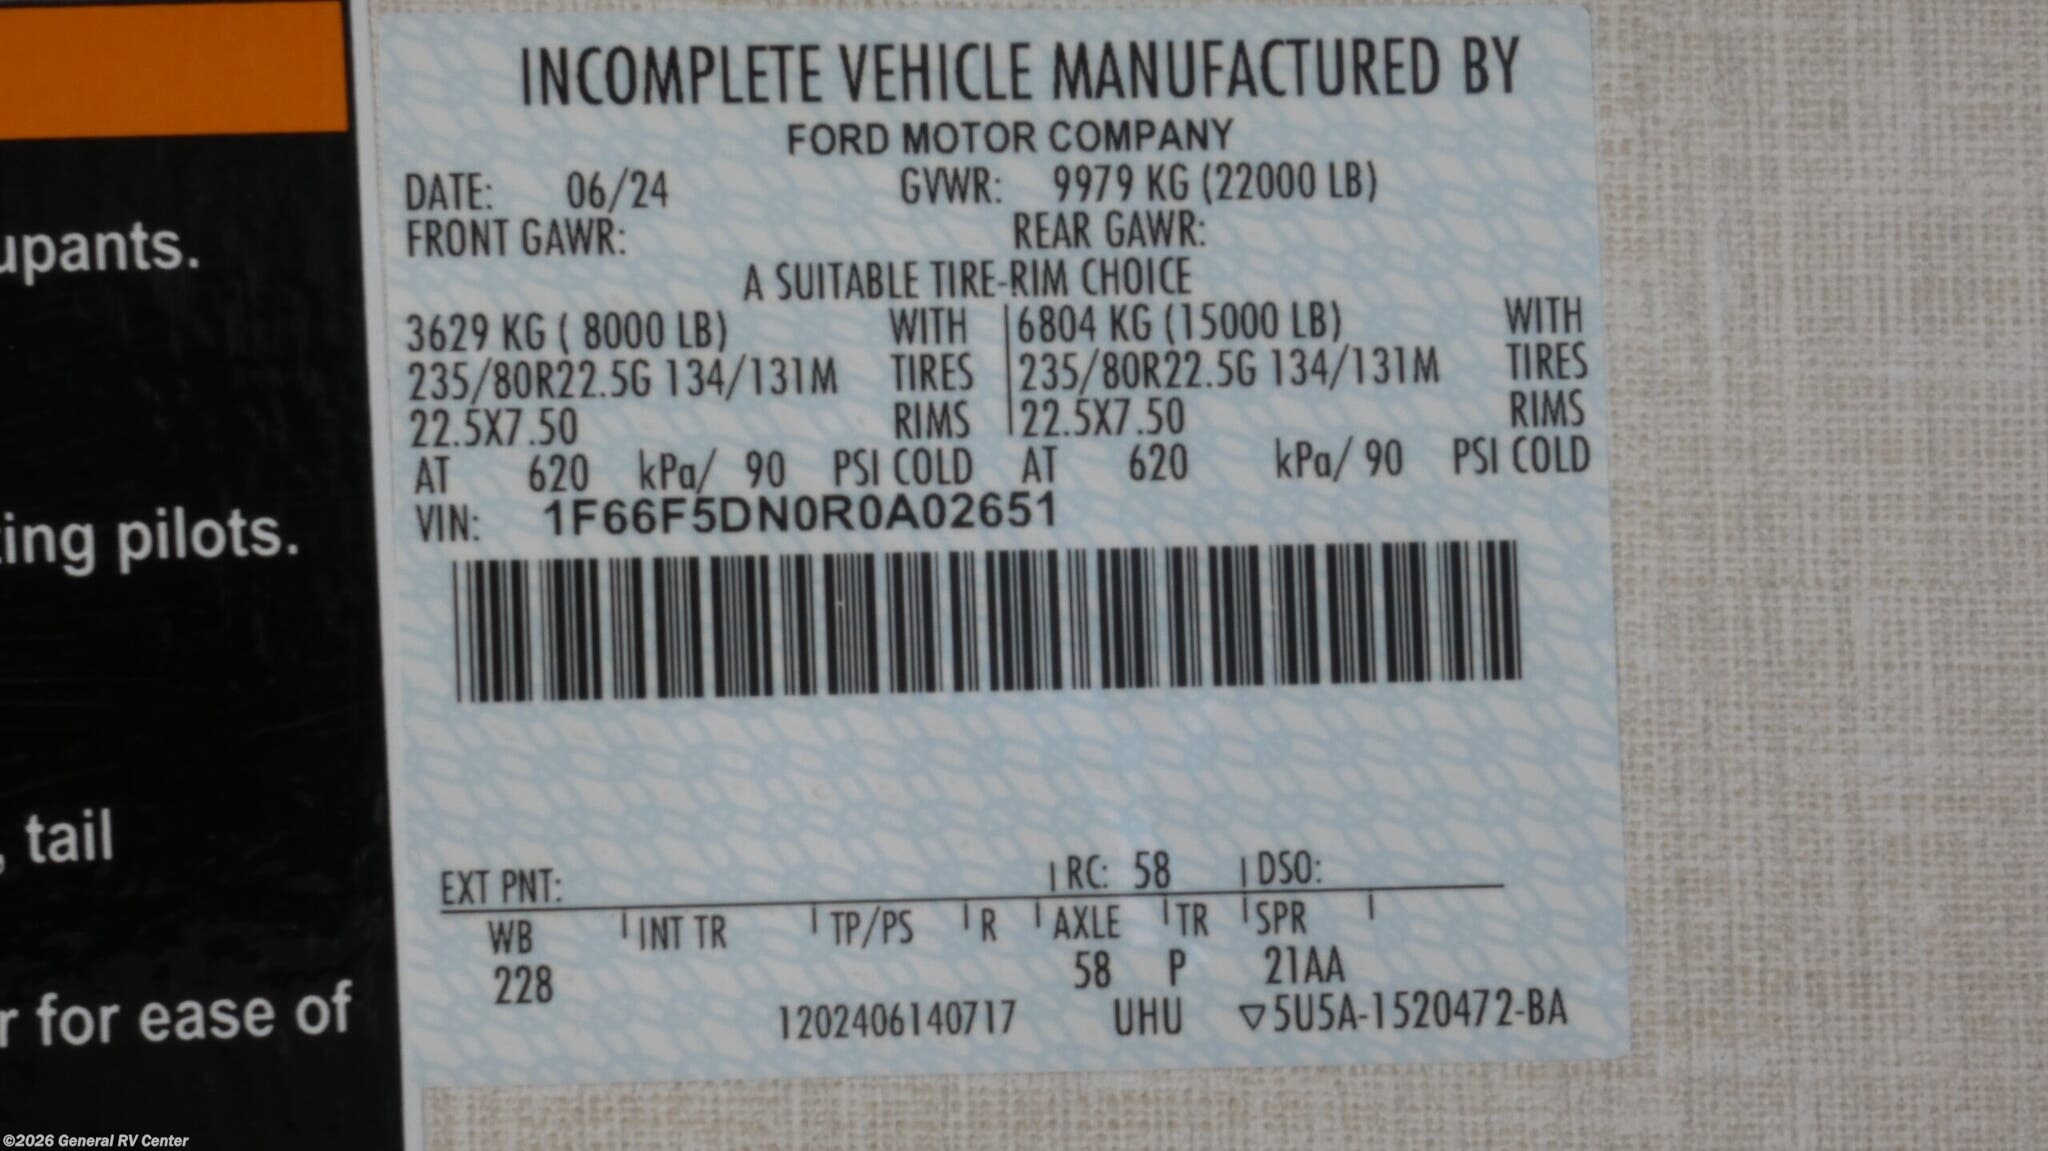 INCOMPLETE VEHICLE MANUFACTURED BY
FORD MOTOR COMPANY
DATE: 06/24 GVWR: 9979 KG (22000 LB)
FRONT GAWR: REAR GAWR:
A SUITABLE TIRE-RIM CHOICE
3629 KG ( 8000 LB) WITH 6804 KG (15000 LB) WITH
235/80R22.5G 134/131M TIRES 235/80R22.5G 134/131M TIRES
22.5X7.50 RIMS 22.5X7.50 RIMS
AT 620 kPa/ 90 PSI COLD AT 620 kPa/ 90 PSI COLD
VIN: 1F66F5DN0R0A02651
EXT PNT: RC: 58 DSO:
WB INT TR TP/PS R AXLE TR SPR
228 58 P 21AA
1202406140717 UHU ▽5U5A-1520472-BA
upants.
ing pilots.
, tail
r for ease of
©2026 General RV Center